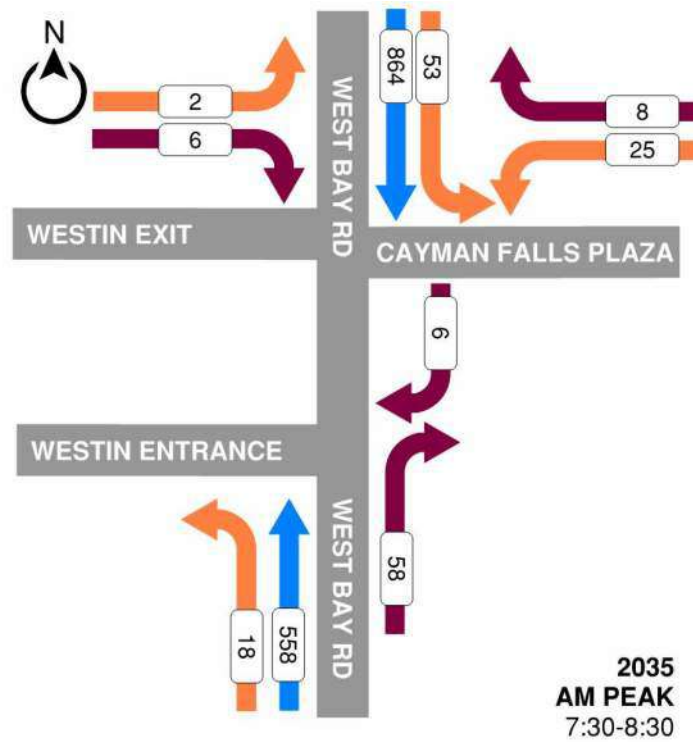 N
2
6
WEST BAY RD
864
53
8
25
WESTIN EXIT
CAYMAN FALLS PLAZA
6
WESTIN ENTRANCE
18
558
WEST BAY RD
58
2035
AM PEAK
7:30-8:30